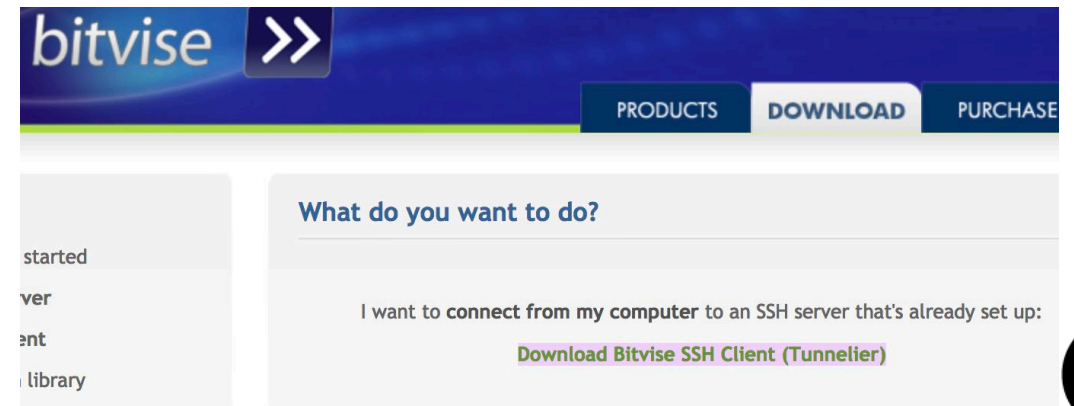 bitvise
PRODUCTS DOWNLOAD PURCHASE
What do you want to do?
started
ver
ent
library
I want to connect from my computer to an SSH server that's already set up:
Download Bitvise SSH Client (Tunnelier)